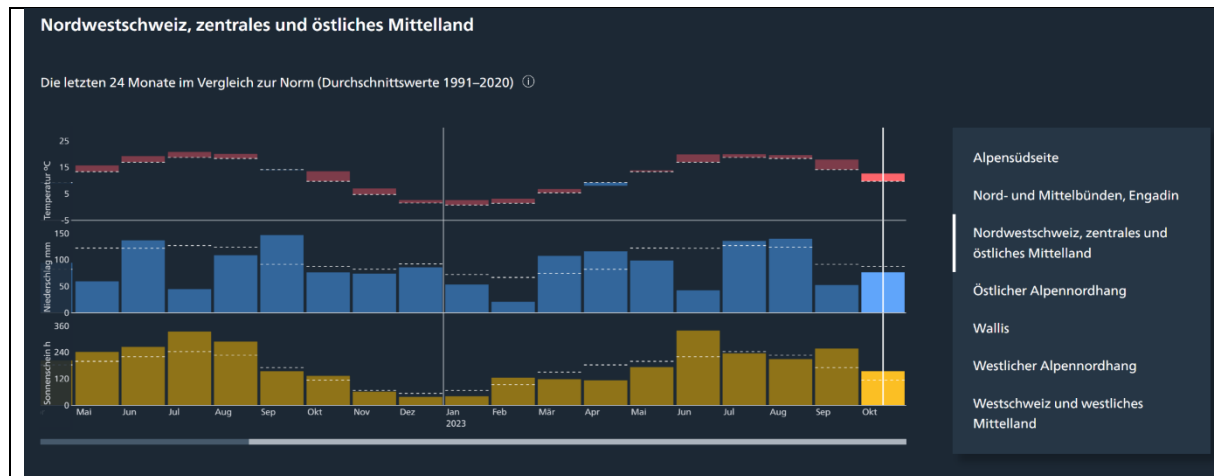 Nordwestschweiz, zentrales und östliches Mittelland
Die letzten 24 Monate im Vergleich zur Norm (Durchschnittswerte 1991–2020) ⓘ
Temperatur °C
25
15
5
-5
Niederschlag mm
150
100
50
0
Sonnenschein h
360
240
120
0
Mai Jun Jul Aug Sep Okt Nov Dez Jan Feb Mär Apr Mai Jun Jul Aug Sep Okt
2023
Alpensüdseite
Nord- und Mittelbünden, Engadin
Nordwestschweiz, zentrales und
östliches Mittelland
Östlicher Alpennordhang
Wallis
Westlicher Alpennordhang
Westschweiz und westliches
Mittelland